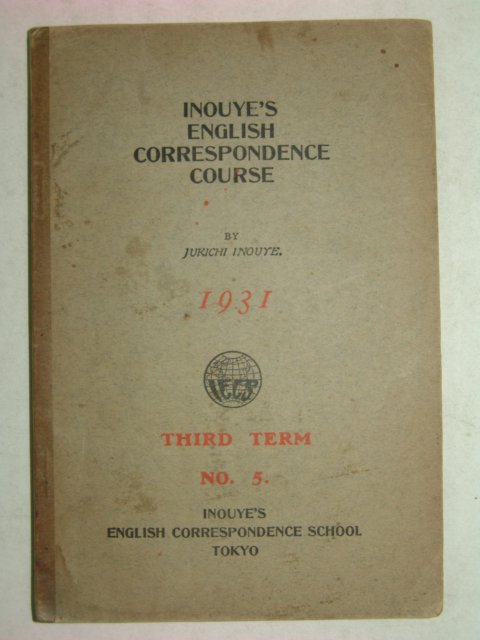 INOUYE'S
ENGLISH
CORRESPONDENCE
COURSE
BY
JUKICHI INOUYE.
1931
IECS
THIRD TERM
NO. 5.
INOUYE'S
ENGLISH CORRESPONDENCE SCHOOL
TOKYO